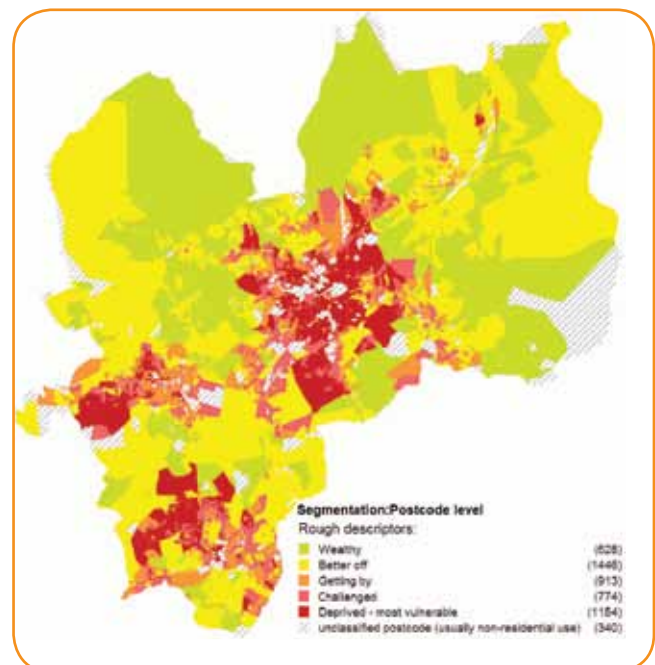 Segmentation:Postcode level
Rough descriptors:
Wealthy (628)
Better off (1446)
Getting by (913)
Challenged (774)
Deprived - most vulnerable (1154)
unclassified postcode (usually non-residential use) (340)